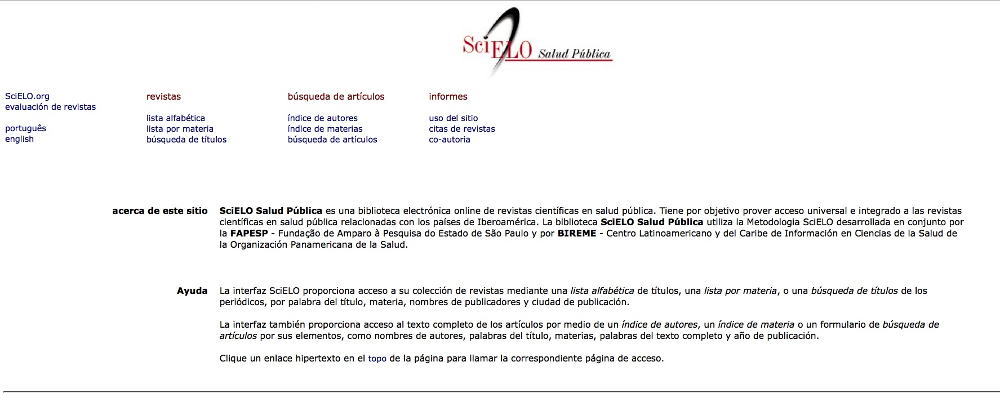 SciELO Salud Pública
SciELO.org
evaluación de revistas
português
english
revistas
lista alfabética
lista por materia
búsqueda de títulos
búsqueda de artículos
índice de autores
índice de materias
búsqueda de artículos
informes
uso del sitio
citas de revistas
co-autoria
acerca de este sitio
SciELO Salud Pública es una biblioteca electrónica online de revistas científicas en salud pública. Tiene por objetivo prover acceso universal e integrado a las revistas
científicas en salud pública relacionadas con los países de Iberoamérica. La biblioteca SciELO Salud Pública utiliza la Metodologia SciELO desarrollada en conjunto por
la FAPESP - Fundação de Amparo à Pesquisa do Estado de São Paulo y por BIREME - Centro Latinoamericano y del Caribe de Información en Ciencias de la Salud de
la Organización Panamericana de la Salud.
Ayuda
La interfaz SciELO proporciona acceso a su colección de revistas mediante una lista alfabética de títulos, una lista por materia, o una búsqueda de títulos de los
periódicos, por palabra del título, materia, nombres de publicadores y ciudad de publicación.
La interfaz también proporciona acceso al texto completo de los artículos por medio de un índice de autores, un índice de materia o un formulario de búsqueda de
artículos por sus elementos, como nombres de autores, palabras del título, materias, palabras del texto completo y año de publicación.
Clique un enlace hipertexto en el topo de la página para llamar la correspondiente página de acceso.